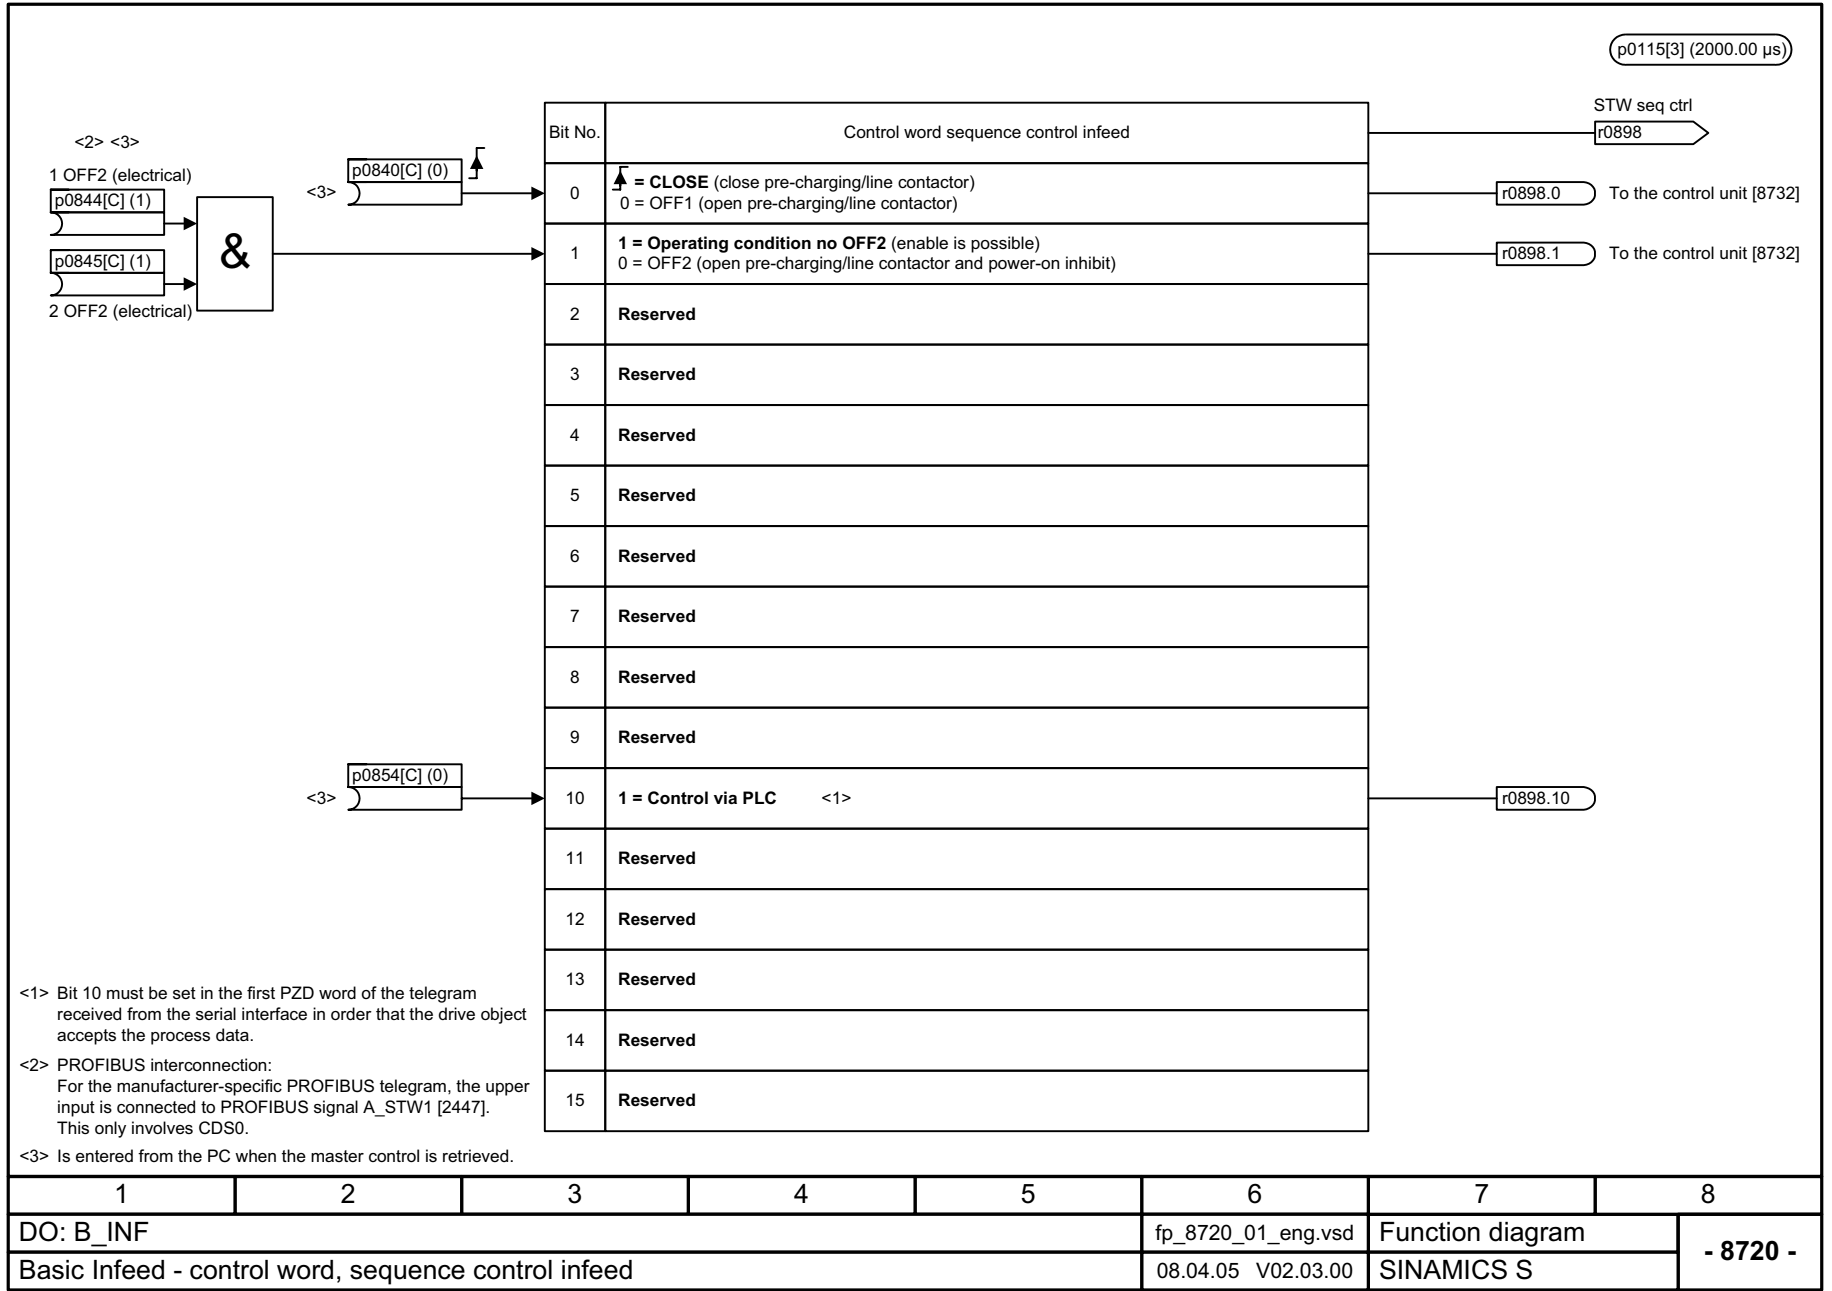 p0115[3] (2000.00 µs)
STW seq ctrl
r0898
Bit No. Control word sequence control infeed
<2> <3>
1 OFF2 (electrical)
p0844[C] (1)
p0845[C] (1)
2 OFF2 (electrical)
&
p0840[C] (0)
<3>
0 = CLOSE (close pre-charging/line contactor)
0 = OFF1 (open pre-charging/line contactor)
r0898.0 To the control unit [8732]
1 1 = Operating condition no OFF2 (enable is possible)
0 = OFF2 (open pre-charging/line contactor and power-on inhibit)
r0898.1 To the control unit [8732]
2 Reserved
3 Reserved
4 Reserved
5 Reserved
6 Reserved
7 Reserved
8 Reserved
9 Reserved
p0854[C] (0)
<3>
10 1 = Control via PLC <1>
r0898.10
11 Reserved
12 Reserved
13 Reserved
14 Reserved
15 Reserved
<1> Bit 10 must be set in the first PZD word of the telegram
received from the serial interface in order that the drive object
accepts the process data.
<2> PROFIBUS interconnection:
For the manufacturer-specific PROFIBUS telegram, the upper
input is connected to PROFIBUS signal A_STW1 [2447].
This only involves CDS0.
<3> Is entered from the PC when the master control is retrieved.
1 2 3 4 5 6 7 8
DO: B_INF fp_8720_01_eng.vsd Function diagram
- 8720 -
Basic Infeed - control word, sequence control infeed 08.04.05 V02.03.00 SINAMICS S